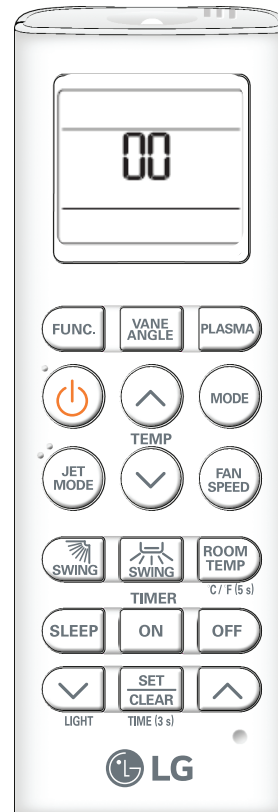 00
FUNC.
VANE
ANGLE
PLASMA
MODE
TEMP
JET
MODE
FAN
SPEED
SWING
SWING
ROOM
TEMP
C / F (5 s)
TIMER
SLEEP
ON
OFF
SET
CLEAR
LIGHT
TIME (3 s)
LG